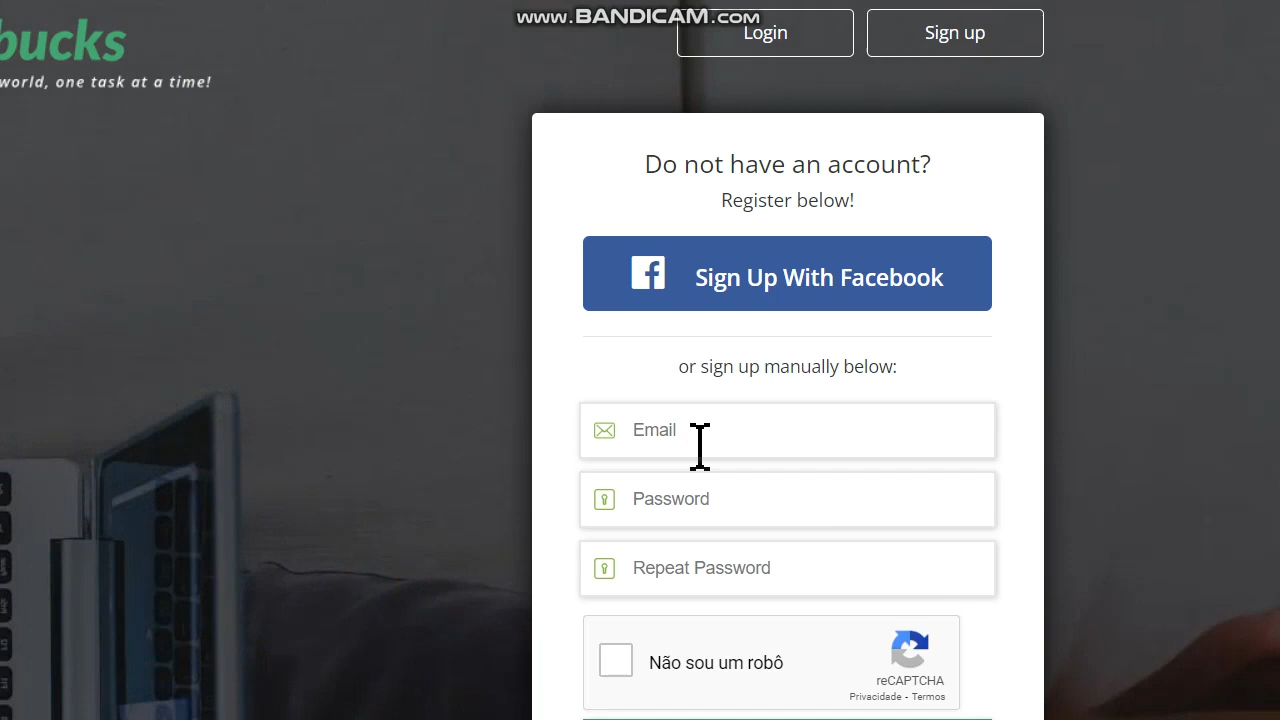 www.BANDICAM.com
Login
Sign up
bucks
world, one task at a time!
Do not have an account?
Register below!
Sign Up With Facebook
or sign up manually below:
Email
Password
Repeat Password
Não sou um robô
reCAPTCHA
Privacidade - Termos